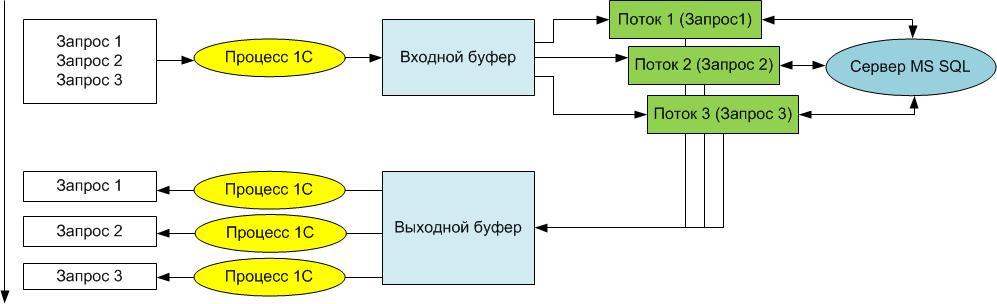 Запрос 1
Запрос 2
Запрос 3
Процесс 1С
Входной буфер
Поток 1 (Запрос1)
Поток 2 (Запрос 2)
Поток 3 (Запрос 3)
Сервер MS SQL
Запрос 1
Процесс 1С
Запрос 2
Процесс 1С
Выходной буфер
Запрос 3
Процесс 1С